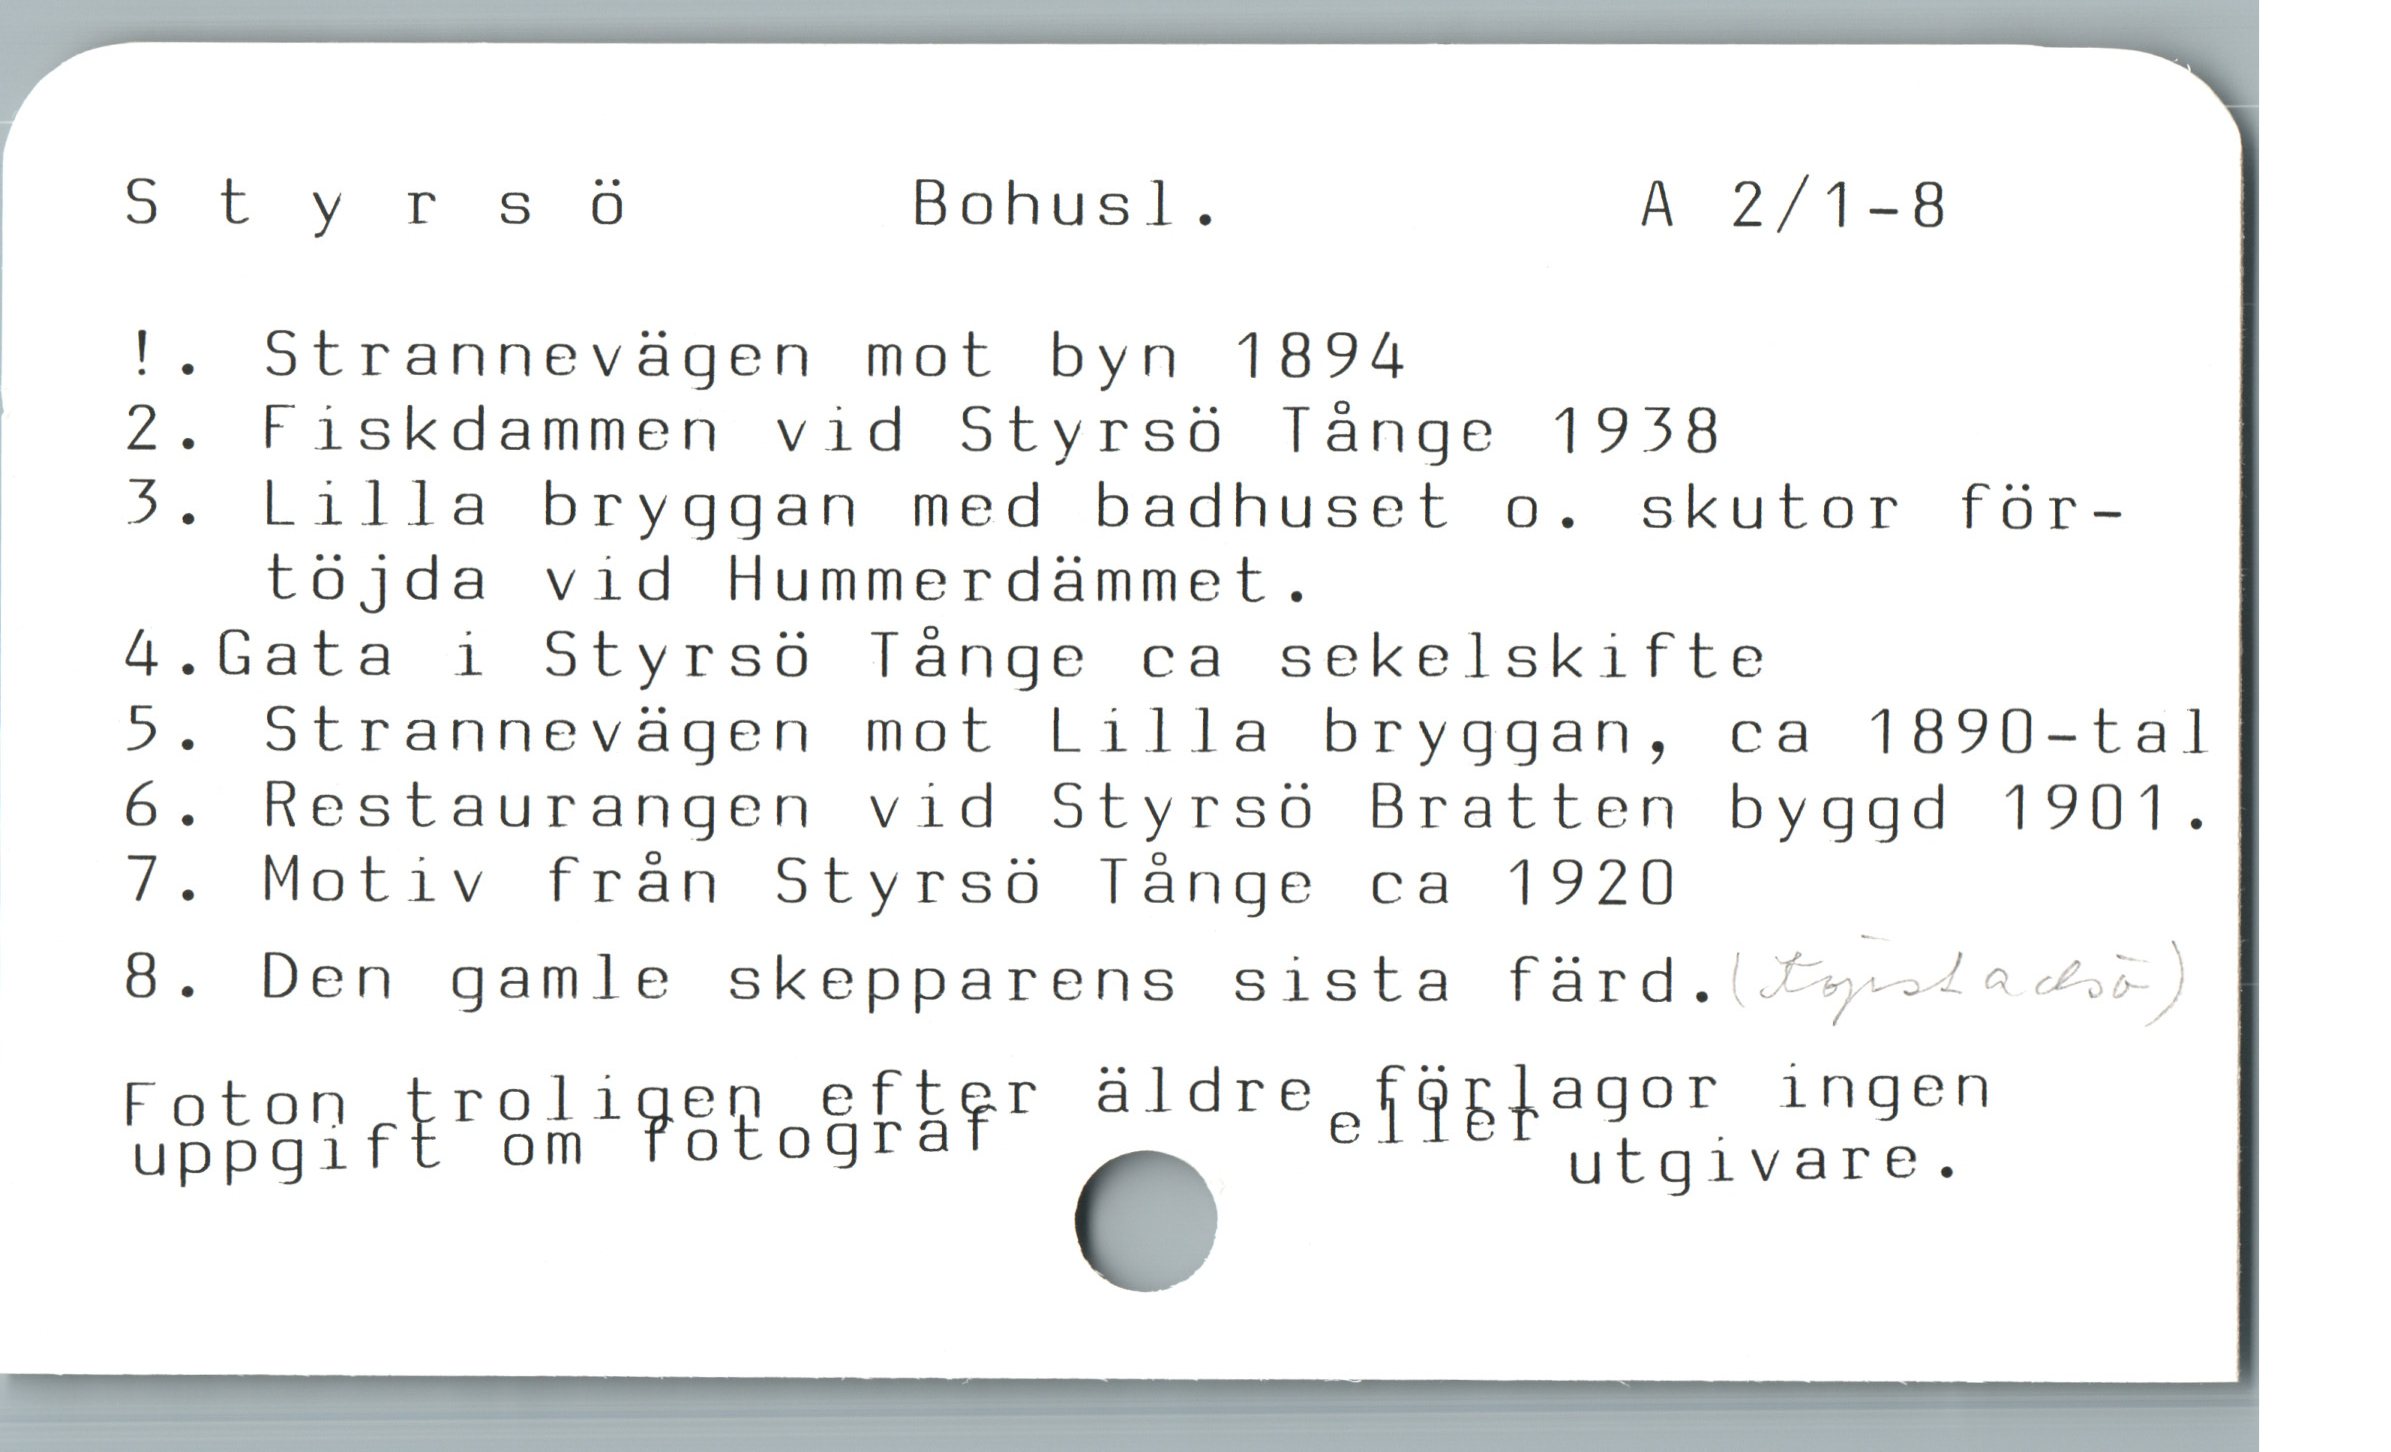 S t y r s ö Bohusl. A 2/1-8
!. Strannevägen mot byn 1894
2. Fiskdammen vid Styrsö Tånge 1938
3. Lilla bryggan med badhuset o. skutor för-
töjda vid Hummerdämmet.
4.Gata i Styrsö Tånge ca sekelskifte
5. Strannevägen mot Lilla bryggan, ca 1890-tal
6. Restaurangen vid Styrsö Bratten byggd 1901.
7. Motiv från Styrsö Tånge ca 1920
8. Den gamle skepparens sista färd.
Foton troligen efter äldre förlagor ingen
uppgift om fotograf eller
utgivare.